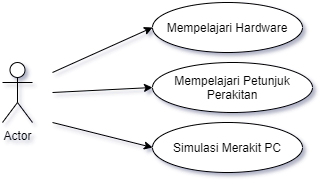 Mempelajari Hardware
Mempelajari Petunjuk
Perakitan
Actor
Simulasi Merakit PC